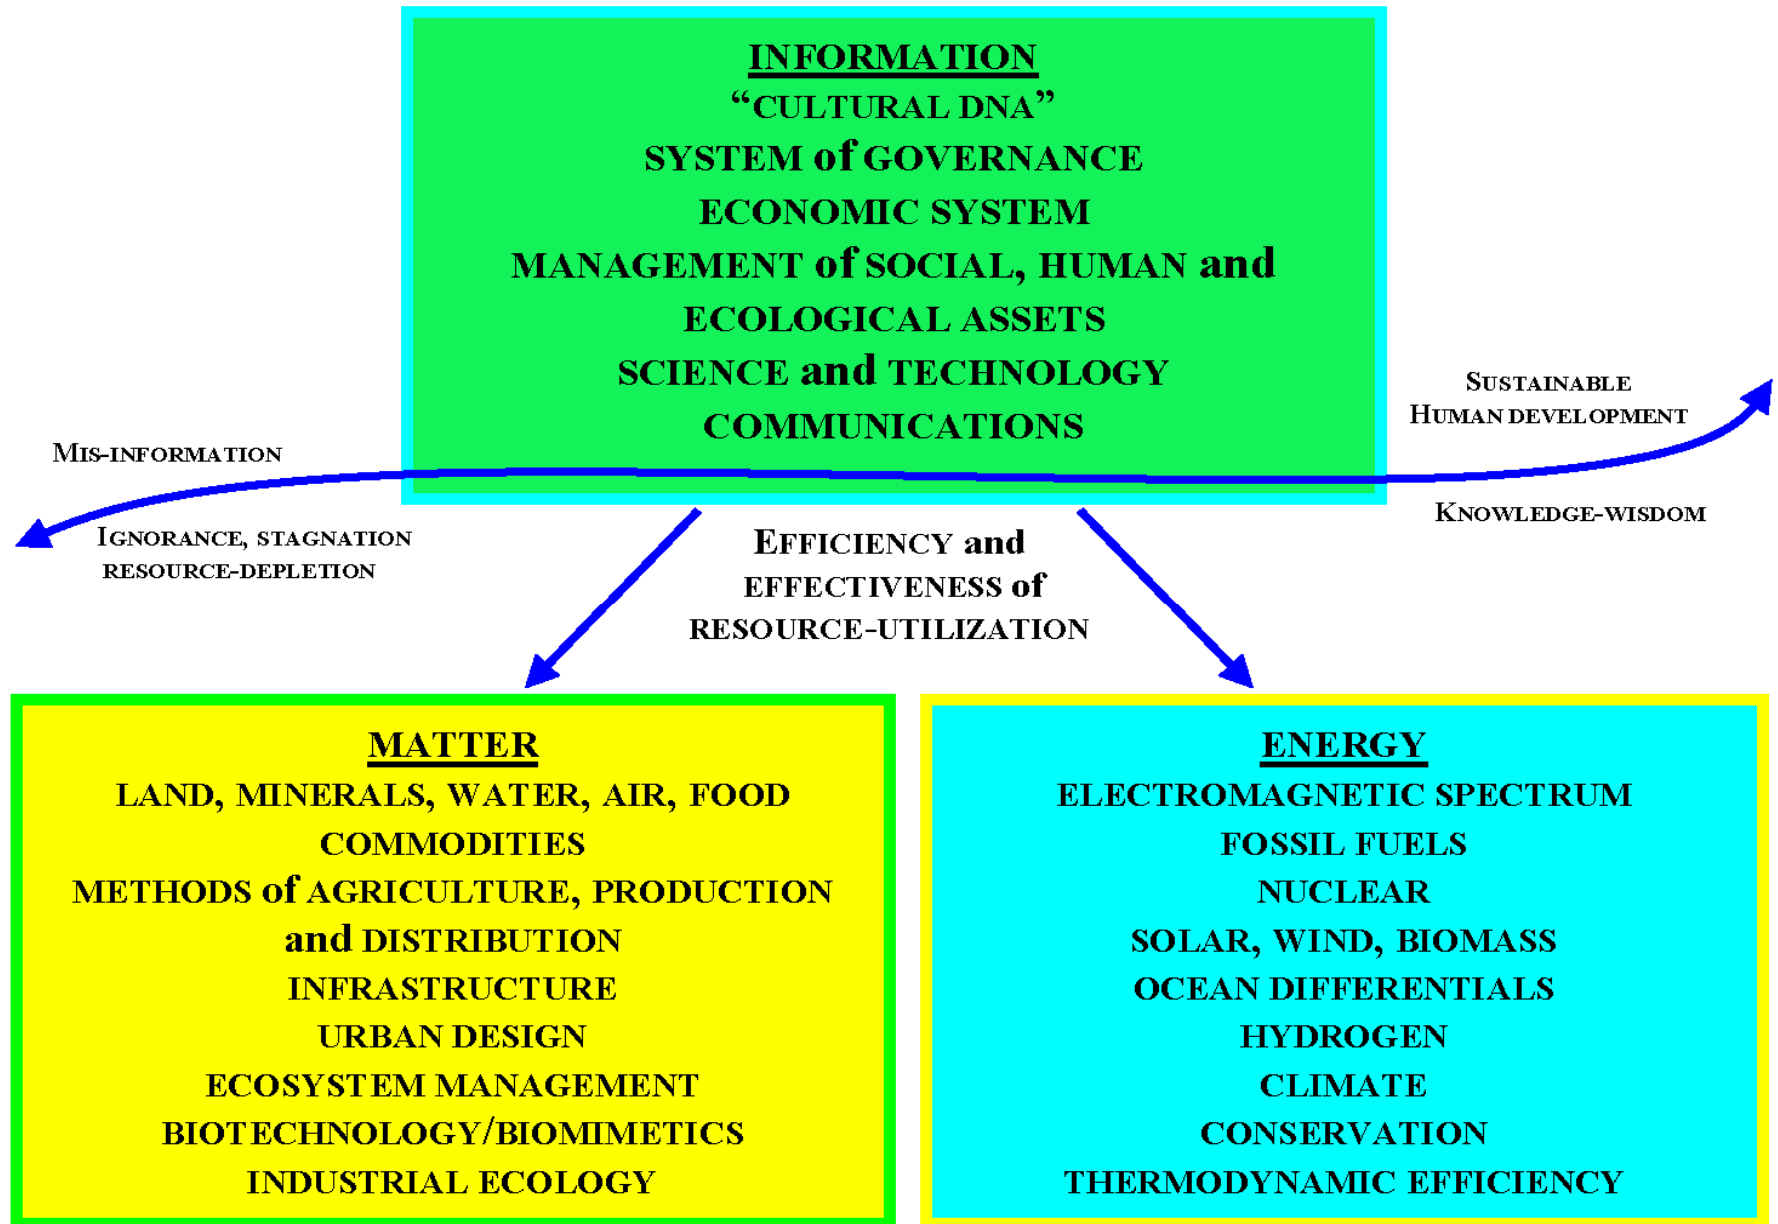 INFORMATION
“CULTURAL DNA”
SYSTEM of GOVERNANCE
ECONOMIC SYSTEM
MANAGEMENT of SOCIAL, HUMAN and
ECOLOGICAL ASSETS
SCIENCE and TECHNOLOGY
COMMUNICATIONS
MIS-INFORMATION
IGNORANCE, STAGNATION
RESOURCE-DEPLETION
SUSTAINABLE
HUMAN DEVELOPMENT
KNOWLEDGE-WISDOM
EFFICIENCY and
EFFECTIVENESS of
RESOURCE-UTILIZATION
MATTER
LAND, MINERALS, WATER, AIR, FOOD
COMMODITIES
METHODS of AGRICULTURE, PRODUCTION
and DISTRIBUTION
INFRASTRUCTURE
URBAN DESIGN
ECOSYSTEM MANAGEMENT
BIOTECHNOLOGY/BIOMIMETICS
INDUSTRIAL ECOLOGY
ENERGY
ELECTROMAGNETIC SPECTRUM
FOSSIL FUELS
NUCLEAR
SOLAR, WIND, BIOMASS
OCEAN DIFFERENTIALS
HYDROGEN
CLIMATE
CONSERVATION
THERMODYNAMIC EFFICIENCY